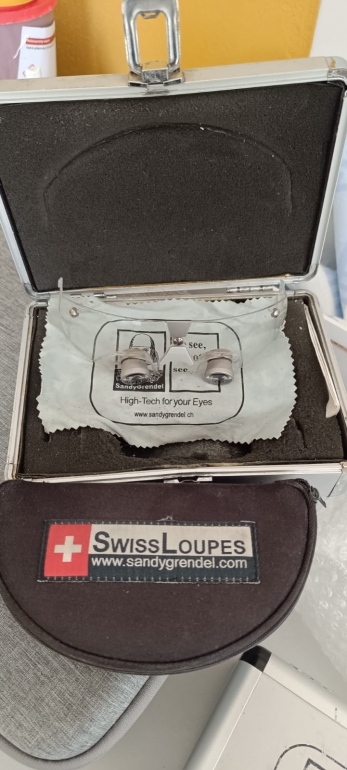 see,
see
SANDYGRENDEL
High-Tech for your Eyes
www.sandygrendel.ch
SWISSLOUPES
www.sandygrendel.com